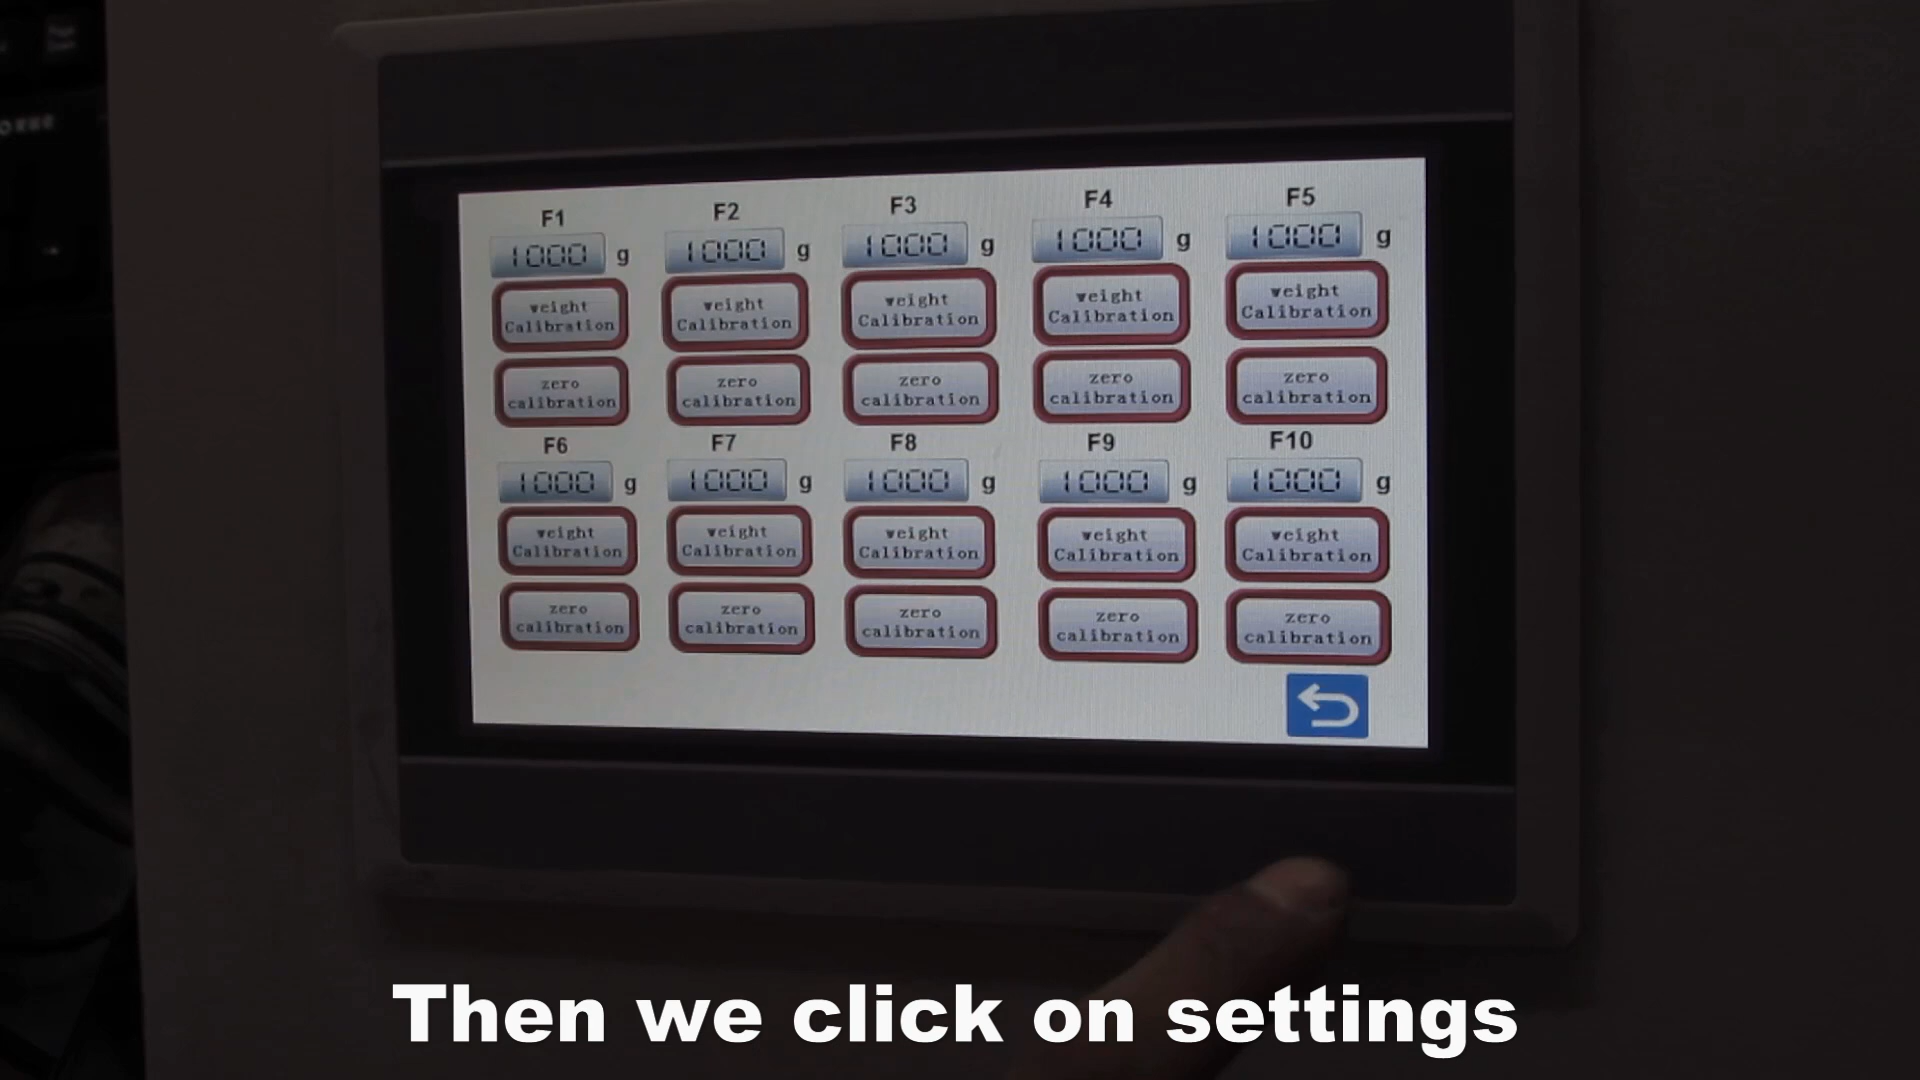 F1 F2 F3 F4 F5
1000 g 1000 g 1000 g 1000 g 1000 g
weight weight weight weight weight
Calibration Calibration Calibration Calibration Calibration
zero zero zero zero zero
calibration calibration calibration calibration calibration
F6 F7 F8 F9 F10
1000 g 1000 g 1000 g 1000 g 1000 g
weight weight weight weight weight
Calibration Calibration Calibration Calibration Calibration
zero zero zero zero zero
calibration calibration calibration calibration calibration
Then we click on settings